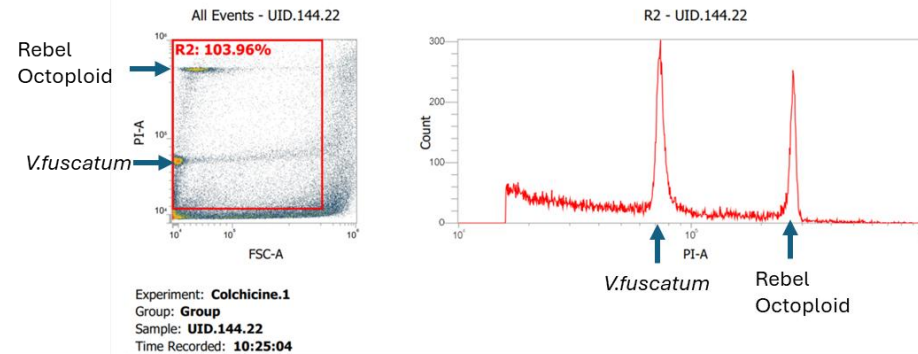 All Events - UID.144.22
R2: 103.96%
Rebel
Octoploid
V.fuscatum
PI-A
FSC-A
Experiment: Colchicine.1
Group: Group
Sample: UID.144.22
Time Recorded: 10:25:04
R2 - UID.144.22
300
200
100
0
Count
PI-A
V.fuscatum
Rebel
Octoploid